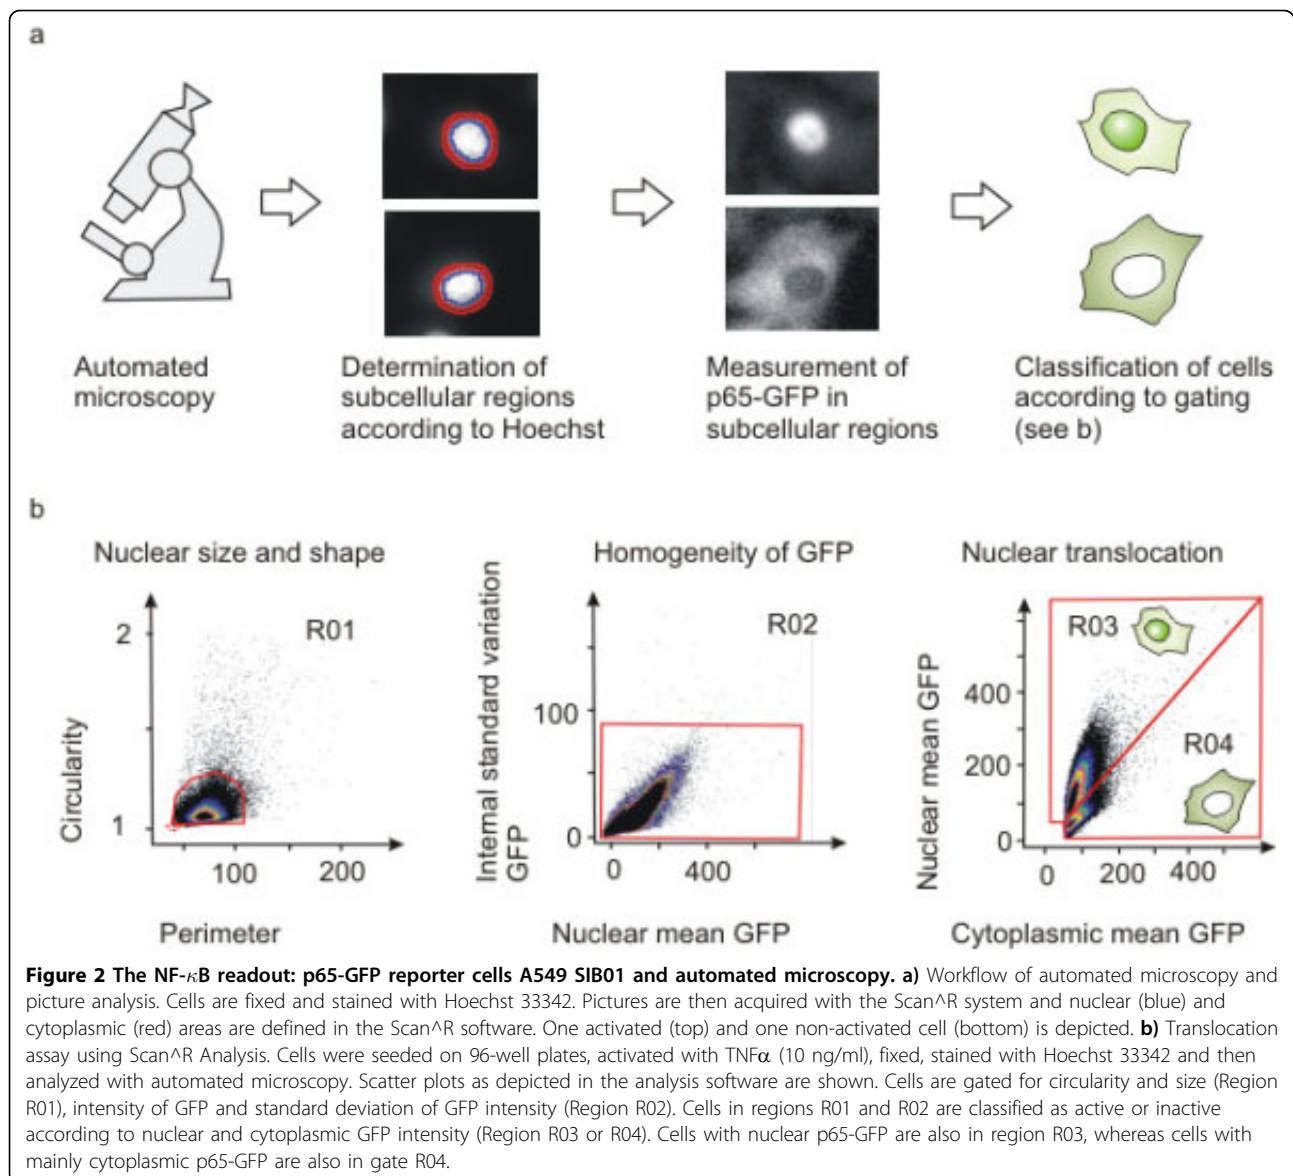 a
Automated
microscopy
Determination of
subcellular regions
according to Hoechst
Measurement of
p65-GFP in
subcellular regions
Classification of cells
according to gating
(see b)
b
Nuclear size and shape
R01
2
1
Circularity
100 200
Perimeter
Homogeneity of GFP
R02
100
0
Internal standard variation
GFP
0 400
Nuclear mean GFP
Nuclear translocation
R03
R04
400
200
0
Nuclear mean GFP
0 200 400
Cytoplasmic mean GFP
Figure 2 The NF-κB readout: p65-GFP reporter cells A549 SIB01 and automated microscopy. a) Workflow of automated microscopy and
picture analysis. Cells are fixed and stained with Hoechst 33342. Pictures are then acquired with the Scan^R system and nuclear (blue) and
cytoplasmic (red) areas are defined in the Scan^R software. One activated (top) and one non-activated cell (bottom) is depicted. b) Translocation
assay using Scan^R Analysis. Cells were seeded on 96-well plates, activated with TNFα (10 ng/ml), fixed, stained with Hoechst 33342 and then
analyzed with automated microscopy. Scatter plots as depicted in the analysis software are shown. Cells are gated for circularity and size (Region
R01), intensity of GFP and standard deviation of GFP intensity (Region R02). Cells in regions R01 and R02 are classified as active or inactive
according to nuclear and cytoplasmic GFP intensity (Region R03 or R04). Cells with nuclear p65-GFP are also in region R03, whereas cells with
mainly cytoplasmic p65-GFP are also in gate R04.